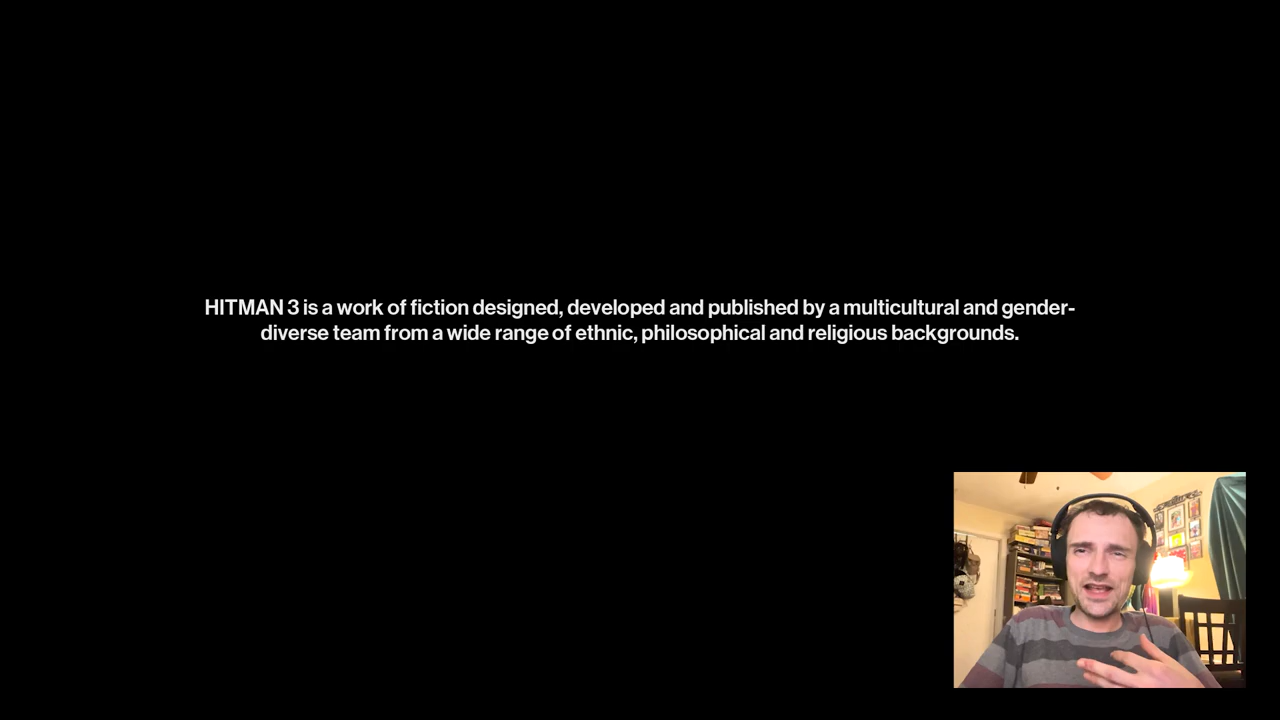 HITMAN 3 is a work of fiction designed, developed and published by a multicultural and gender-
diverse team from a wide range of ethnic, philosophical and religious backgrounds.